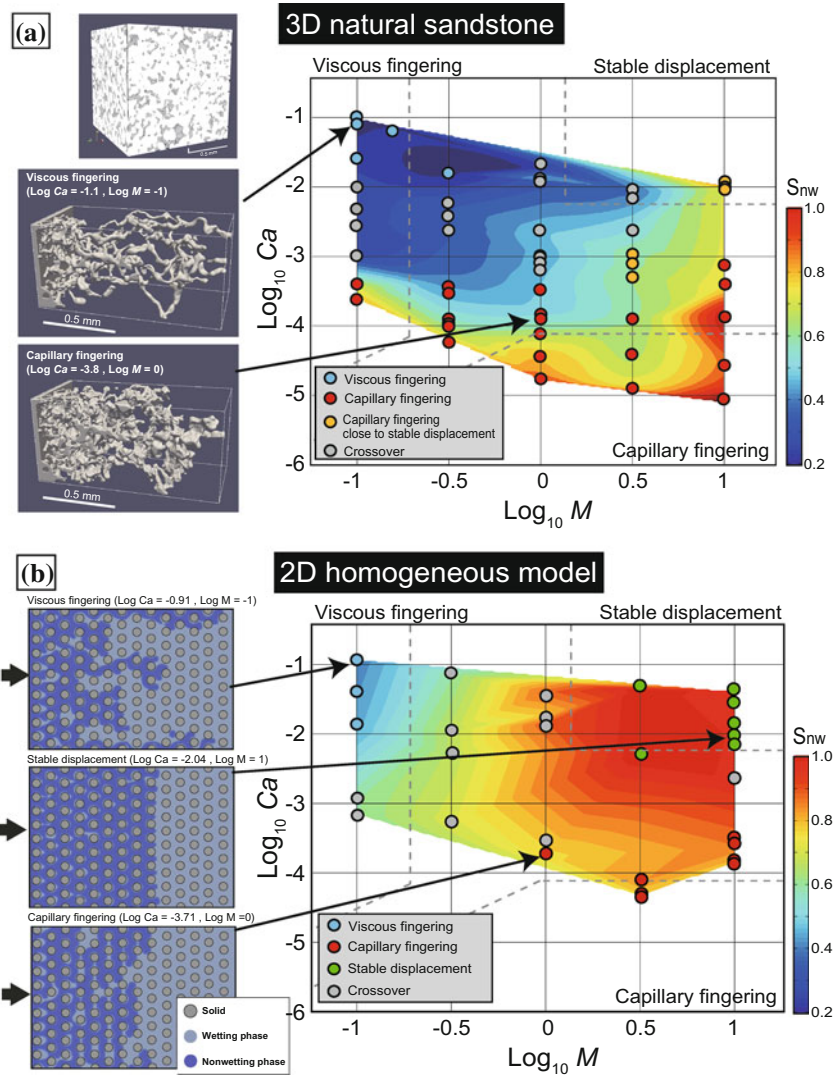 (a)
3D natural sandstone
0.5 mm
Viscous fingering
(Log Ca = -1.1 , Log M = -1)
0.5 mm
Capillary fingering
(Log Ca = -3.8, Log M = 0)
0.5 mm
Viscous fingering
Stable displacement
-1
-2
-3
-4
-5
-6
Log10 Ca
Viscous fingering
Capillary fingering
Capillary fingering
close to stable displacement
Crossover
Capillary fingering
-1
-0.5
0
0.5
1
Log10 M
Snw
1.0
0.8
0.6
0.4
0.2
(b)
2D homogeneous model
Viscous fingering (Log Ca = -0.91 , Log M = -1)
Stable displacement (Log Ca = -2.04, Log M = 1)
Capillary fingering (Log Ca = -3.71, Log M =0)
Solid
Wetting phase
Nonwetting phase
Viscous fingering
Stable displacement
-1
-2
-3
-4
-5
-6
Log10 Ca
Viscous fingering
Capillary fingering
Stable displacement
Crossover
Capillary fingering
-1
-0.5
0
0.5
1
Log10 M
Snw
1.0
0.8
0.6
0.4
0.2